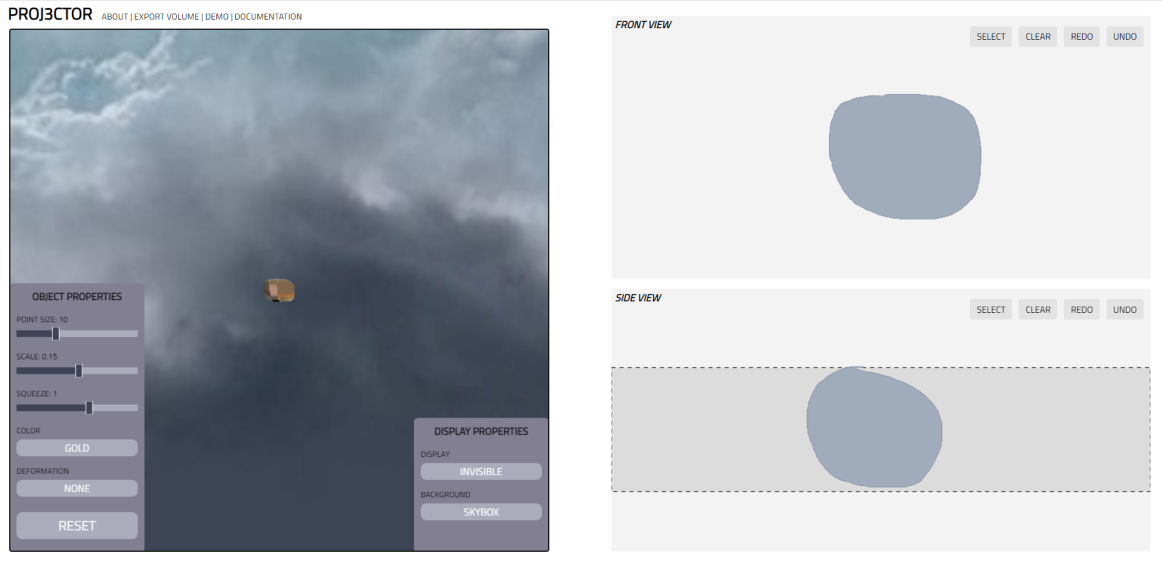 PROJ3CTOR ABOUT | EXPORT VOLUME | DEMO | DOCUMENTATION
OBJECT PROPERTIES
POINT SIZE: 10
SCALE: 0.15
SQUEEZE: 1
COLOR
GOLD
DEFORMATION
NONE
RESET
DISPLAY PROPERTIES
DISPLAY
INVISIBLE
BACKGROUND
SKYBOX
FRONT VIEW
SELECT CLEAR REDO UNDO
SIDE VIEW
SELECT CLEAR REDO UNDO